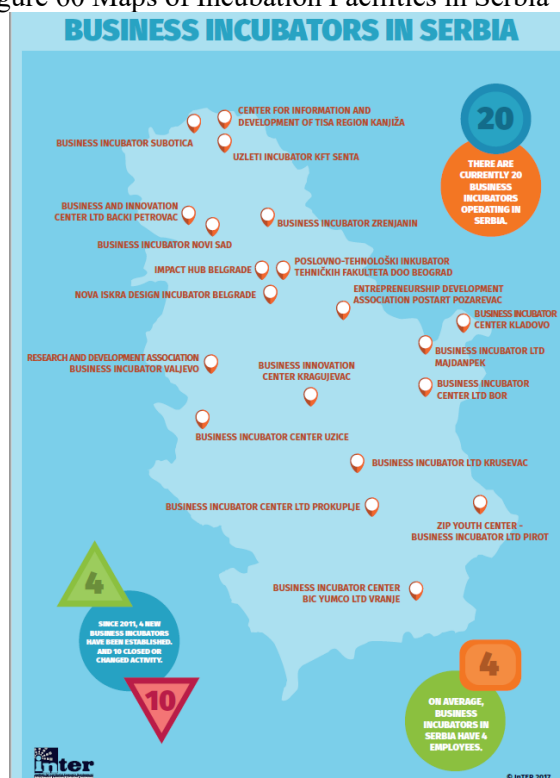 gure 60 Maps of Incubation Facilities in Serbia
BUSINESS INCUBATORS IN SERBIA
CENTER FOR INFORMATION AND
DEVELOPMENT OF TISA REGION KANJIŽA
BUSINESS INCUBATOR SUBOTICA
UZLETI INCUBATOR KFT SENTA
20
THERE ARE
CURRENTLY 20
BUSINESS
INCUBATORS
OPERATING IN
SERBIA.
BUSINESS AND INNOVATION
CENTER LTD BACKI PETROVAC
BUSINESS INCUBATOR ZRENJANIN
BUSINESS INCUBATOR NOVI SAD
IMPACT HUB BELGRADE
POSLOVNO-TEHNOLOŠKI INKUBATOR
TEHNIČKIH FAKULTETA DOO BEOGRAD
NOVA ISKRA DESIGN INCUBATOR BELGRADE
ENTREPRENEURSHIP DEVELOPMENT
ASSOCIATION POSTART POZAREVAC
BUSINESS INCUBATOR
CENTER KLADOVO
BUSINESS INCUBATOR LTD
MAJDANPEK
RESEARCH AND DEVELOPMENT ASSOCIATION
BUSINESS INCUBATOR VALJEVO
BUSINESS INNOVATION
CENTER KRAGUJEVAC
BUSINESS INCUBATOR
CENTER LTD BOR
BUSINESS INCUBATOR CENTER UZICE
BUSINESS INCUBATOR LTD KRUSEVAC
BUSINESS INCUBATOR CENTER LTD PROKUPLJE
ZIP YOUTH CENTER -
BUSINESS INCUBATOR LTD PIROT
BUSINESS INCUBATOR CENTER
BIC YUMCO LTD VRANJE
4
SINCE 2011, 4 NEW
BUSINESS INCUBATORS
HAVE BEEN ESTABLISHED.
AND 10 CLOSED OR
CHANGED ACTIVITY.
10
4
ON AVERAGE,
BUSINESS
INCUBATORS IN
SERBIA HAVE 4
EMPLOYEES.
inter
© InTER 2017